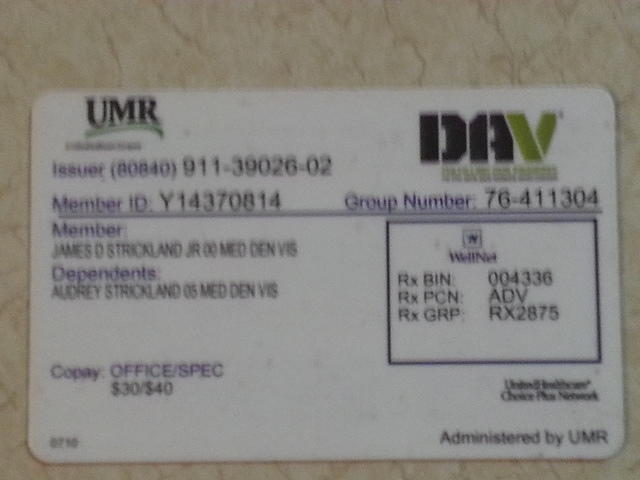 UMR
DAV
Issuer (80840) 911-39026-02
Member ID: Y14370814 Group Number: 76-411304
Member:
JAMES D STRICKLAND JR 00 MED DEN VIS
Dependents:
AUDREY STRICKLAND 05 MED DEN VIS
WellNet
Rx BIN: 004336
Rx PCN: ADV
Rx GRP: RX2875
Copay: OFFICE/SPEC
$30/$40
UnitedHealthcare®
Choice Plus Network
0710
Administered by UMR